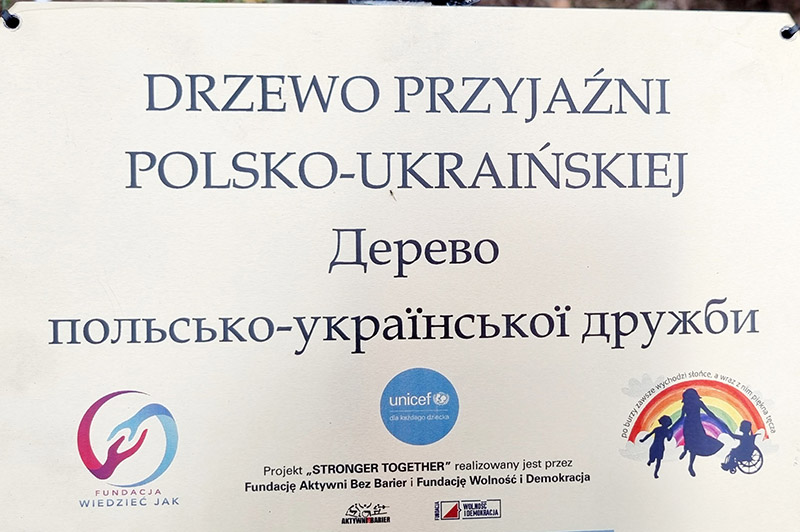 DRZEWO PRZYJAŹNI
POLSKO-UKRAIŃSKIEJ
Дерево
польсько-української дружби
FUNDACJA
WIEDZIEĆ JAK
unicef
dla każdego dziecka
po burzy zawsze wychodzi słońce, a wraz z nim piękna tęcza
Projekt „STRONGER TOGETHER” realizowany jest przez
Fundację Aktywni Bez Barier i Fundację Wolność i Demokracja
AKTYWNI BARIER
FUNDACJA
WOLNOŚĆ
I DEMOKRACJA